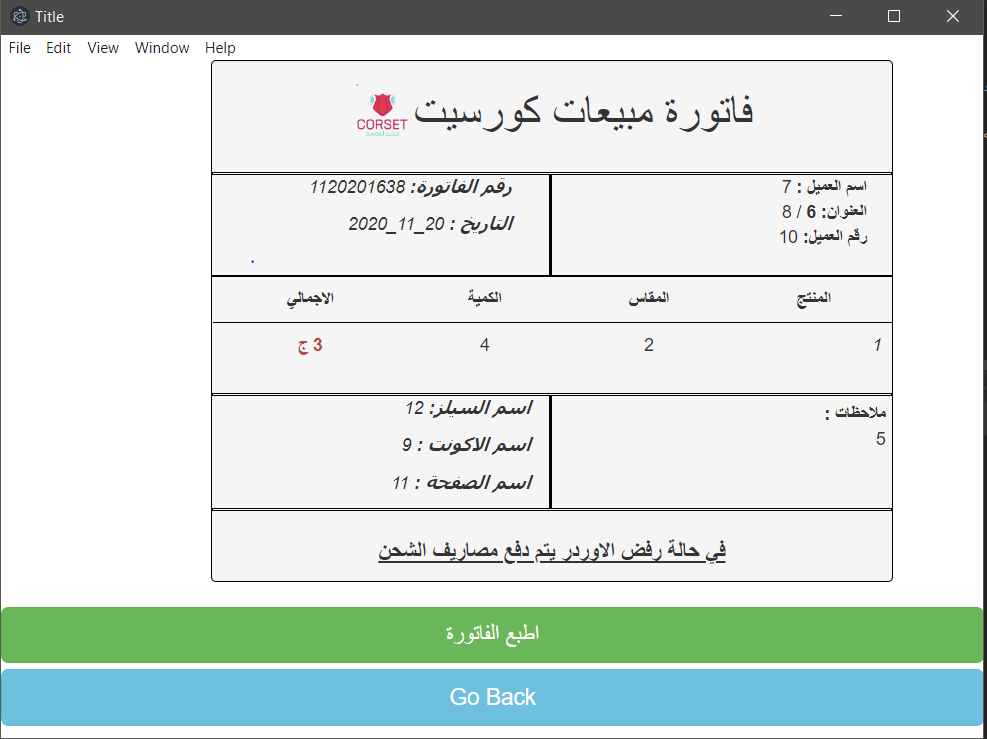 Title
File Edit View Window Help
فاتورة مبيعات كورسيت
CORSET
اسم العميل : 7
العنوان: 6 / 8
رقم العميل: 10
رقم الفاتورة: 1120201638
التاريخ : 20_11_2020
المنتج المقاس الكمية الاجمالي
1 2 4 3 ج
ملاحظات :
5
اسم السيلز: 12
اسم الاكونت : 9
اسم الصفحة : 11
في حالة رفض الاوردر يتم دفع مصاريف الشحن
اطبع الفاتورة
Go Back